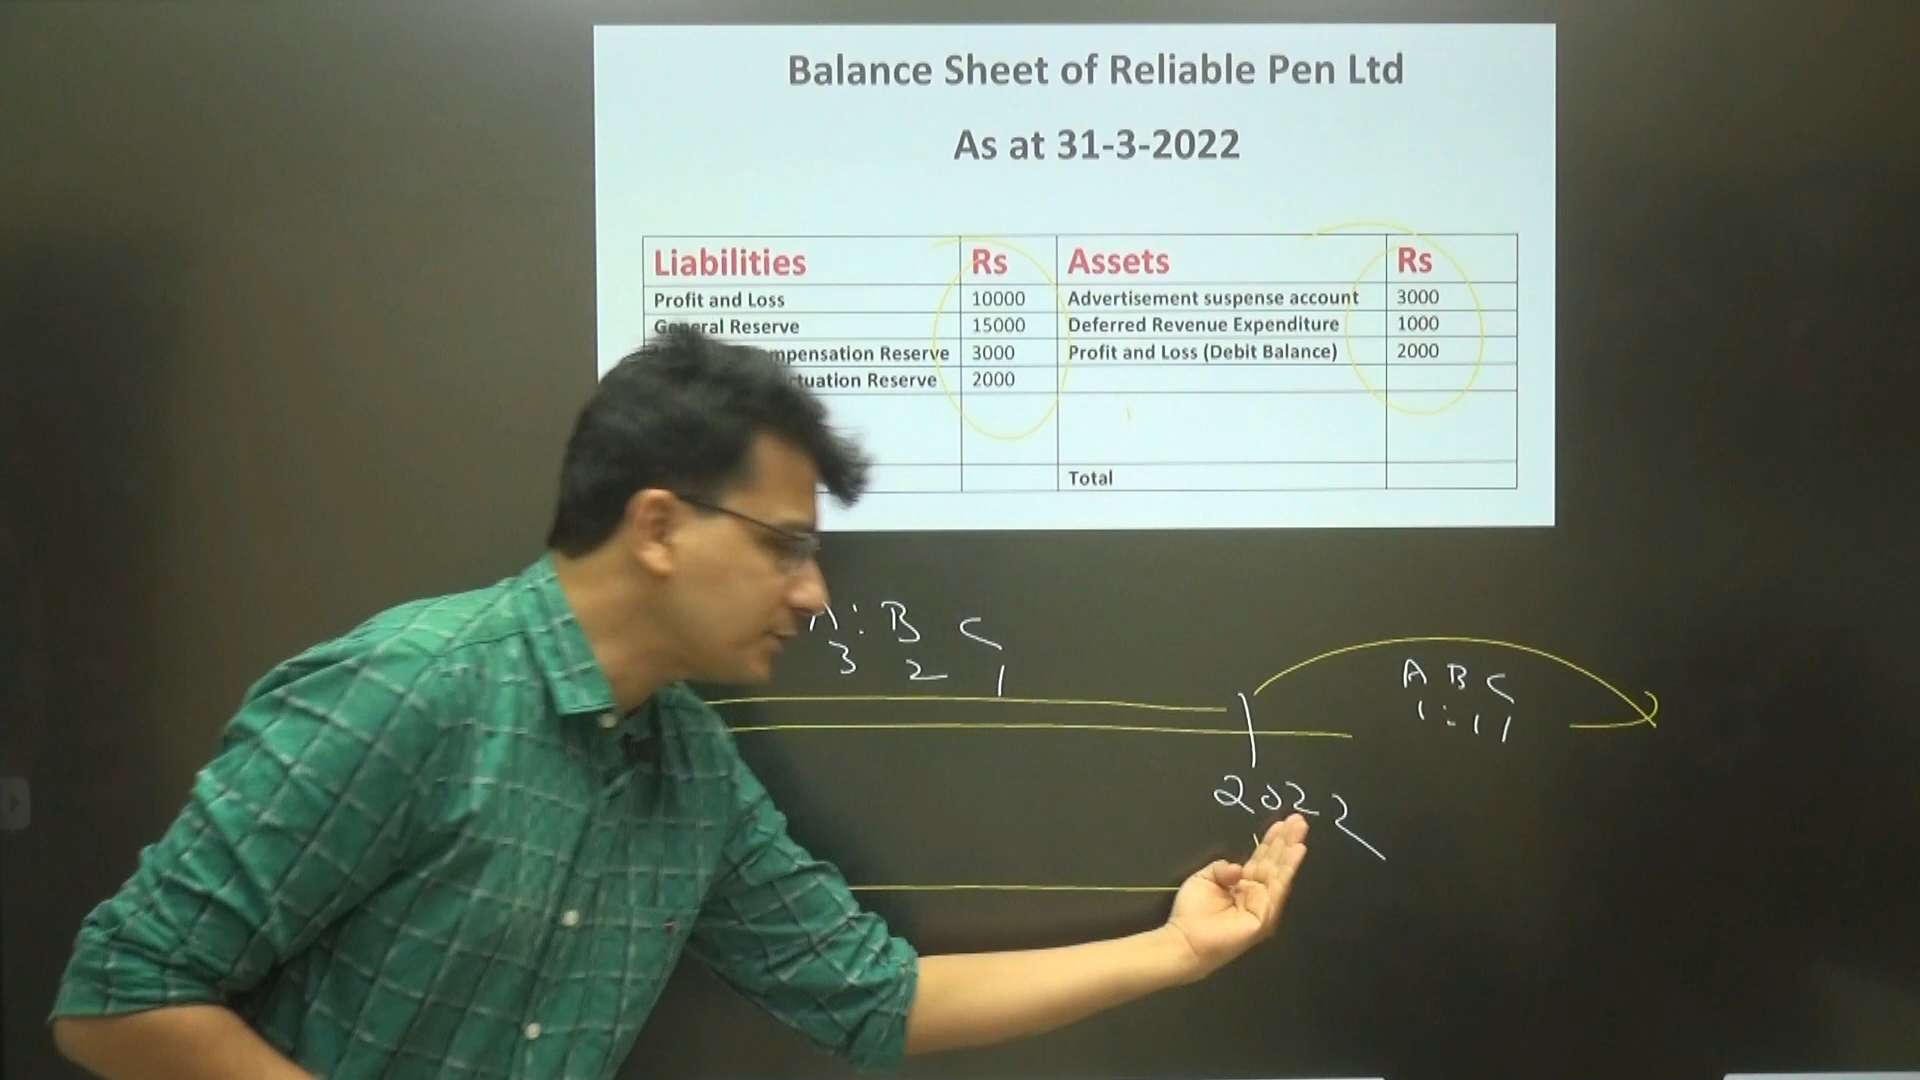 Balance Sheet of Reliable Pen Ltd
As at 31-3-2022
Liabilities Rs Assets Rs
Profit and Loss 10000 Advertisement suspense account 3000
General Reserve 15000 Deferred Revenue Expenditure 1000
mpensation Reserve 3000 Profit and Loss (Debit Balance) 2000
ctuation Reserve 2000
Total
A : B C
3 2 1
A B C
1 : 1 1
2022